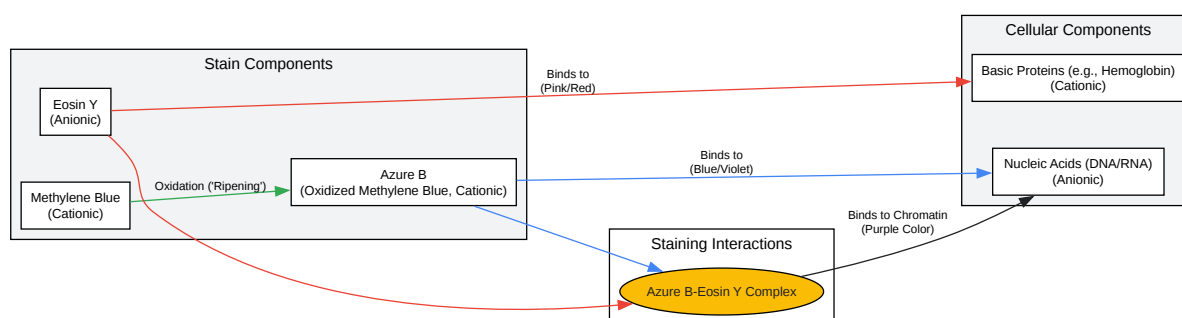 Stain Components
Eosin Y
(Anionic)
Methylene Blue
(Cationic)
Oxidation ('Ripening')
Azure B
(Oxidized Methylene Blue, Cationic)
Binds to
(Pink/Red)
Binds to
(Blue/Violet)
Staining Interactions
Azure B-Eosin Y Complex
Binds to Chromatin
(Purple Color)
Cellular Components
Basic Proteins (e.g., Hemoglobin)
(Cationic)
Nucleic Acids (DNA/RNA)
(Anionic)